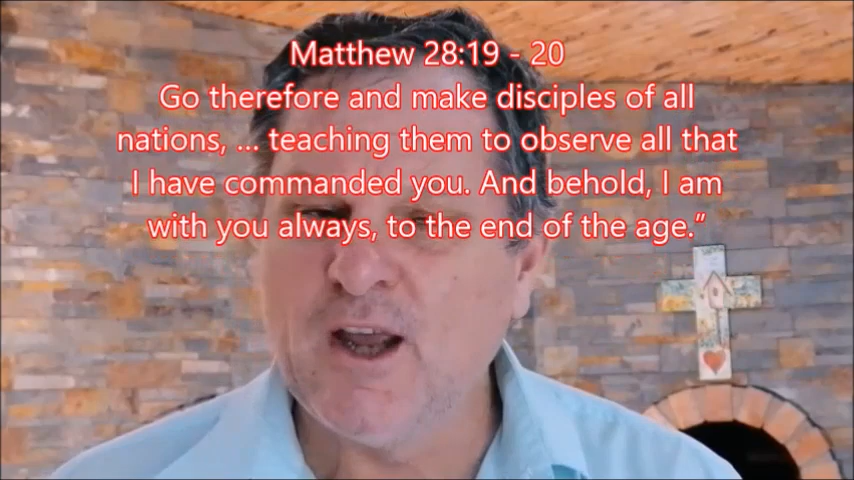 Matthew 28:19 - 20
Go therefore and make disciples of all
nations, ... teaching them to observe all that
I have commanded you. And behold, I am
with you always, to the end of the age.”